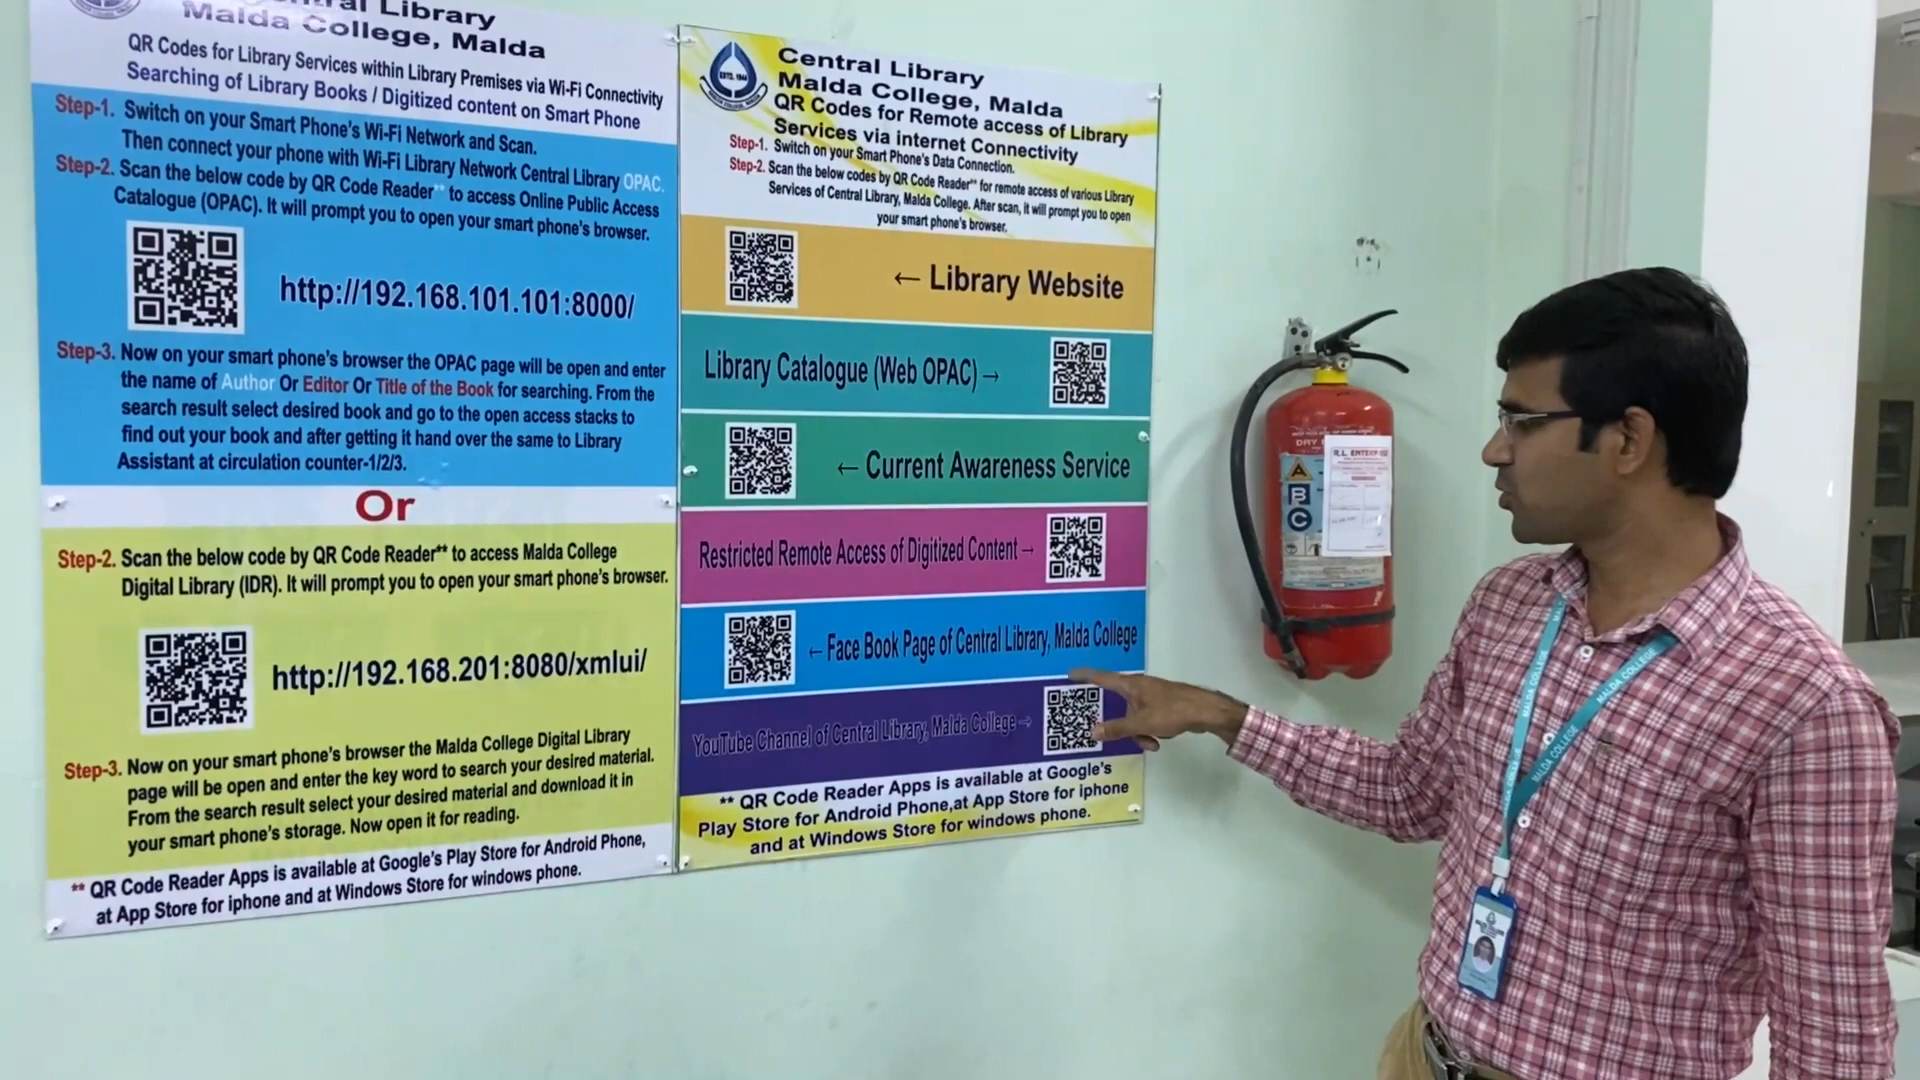 Central Library
Malda College, Malda
QR Codes for Library Services within Library Premises via Wi-Fi Connectivity
Searching of Library Books / Digitized content on Smart Phone
Step-1. Switch on your Smart Phone's Wi-Fi Network and Scan.
Then connect your phone with Wi-Fi Library Network Central Library OPAC.
Step-2. Scan the below code by QR Code Reader** to access Online Public Access
Catalogue (OPAC). It will prompt you to open your smart phone's browser.
http://192.168.101.101:8000/
Step-3. Now on your smart phone's browser the OPAC page will be open and enter
the name of Author Or Editor Or Title of the Book for searching. From the
search result select desired book and go to the open access stacks to
find out your book and after getting it hand over the same to Library
Assistant at circulation counter-1/2/3.
Or
Step-2. Scan the below code by QR Code Reader** to access Malda College
Digital Library (IDR). It will prompt you to open your smart phone's browser.
http://192.168.201:8080/xmlui/
Step-3. Now on your smart phone's browser the Malda College Digital Library
page will be open and enter the key word to search your desired material.
From the search result select your desired material and download it in
your smart phone's storage. Now open it for reading.
** QR Code Reader Apps is available at Google's Play Store for Android Phone,
at App Store for iphone and at Windows Store for windows phone.
ESTD. 1944
Central Library
Malda College, Malda
QR Codes for Remote access of Library
Services via internet Connectivity
Step-1. Switch on your Smart Phone's Data Connection.
Step-2. Scan the below codes by QR Code Reader** for remote access of various Library
Services of Central Library, Malda College. After scan, it will prompt you to open
your smart phone's browser.
← Library Website
Library Catalogue (Web OPAC) →
← Current Awareness Service
Restricted Remote Access of Digitized Content →
← Face Book Page of Central Library, Malda College
YouTube Channel of Central Library, Malda College →
** QR Code Reader Apps is available at Google's
Play Store for Android Phone,at App Store for iphone
and at Windows Store for windows phone.
DRY
R.L. ENTERPRISE
A
B
C
MALDA COLLEGE
MALDA COLLEGE
MALDA COLLEGE